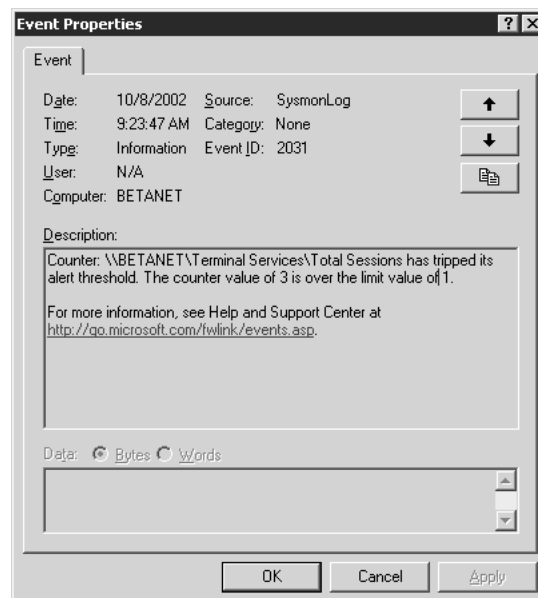 Event Properties
Event
Date: 10/8/2002 Source: SysmonLog
Time: 9:23:47 AM Category: None
Type: Information Event ID: 2031
User: N/A
Computer: BETANET
Description:
Counter: \\BETANET\Terminal Services\Total Sessions has tripped its
alert threshold. The counter value of 3 is over the limit value of 1.
For more information, see Help and Support Center at
http://go.microsoft.com/fwlink/events.asp.
Data: Bytes Words
OK Cancel Apply